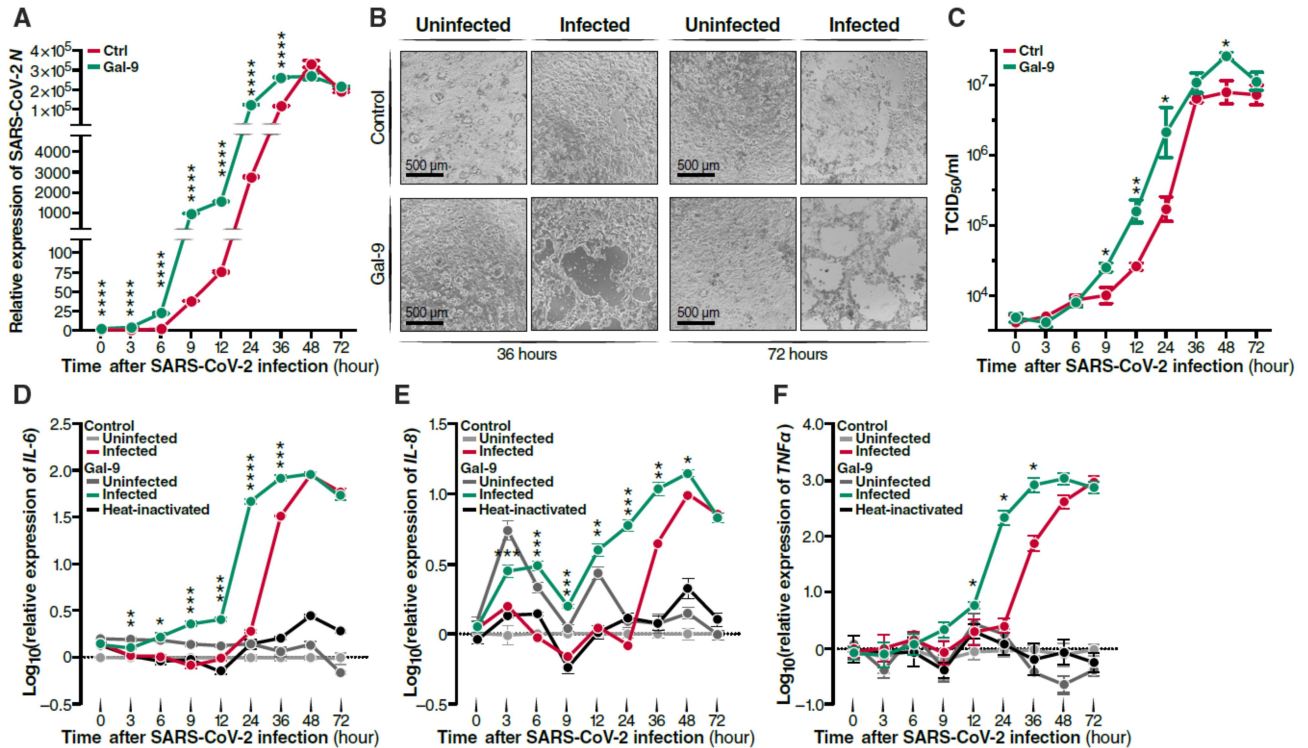 A
Ctrl
Gal-9
Relative expression of SARS-CoV-2 N
4×10⁵
3×10⁵
2×10⁵
1×10⁵
4000
3000
2000
1000
100
75
50
25
0
****
****
****
****
****
****
****
0 3 6 9 12 24 36 48 72
Time after SARS-CoV-2 infection (hour)
B
Uninfected Infected Uninfected Infected
Control
500 µm 500 µm
Gal-9
500 µm 500 µm
36 hours 72 hours
C
Ctrl
Gal-9
TCID₅₀/ml
10⁷
10⁶
10⁵
10⁴
*
**
*
*
0 3 6 9 12 24 36 48 72
Time after SARS-CoV-2 infection (hour)
D
Control
Uninfected
Infected
Gal-9
Uninfected
Infected
Heat-inactivated
Log₁₀(relative expression of IL-6)
2.5
2.0
1.5
1.0
0.5
0
−0.5
**
*
***
***
****
***
0 3 6 9 12 24 36 48 72
Time after SARS-CoV-2 infection (hour)
E
Control
Uninfected
Infected
Gal-9
Uninfected
Infected
Heat-inactivated
Log₁₀(relative expression of IL-8)
1.5
1.0
0.5
0
−0.5
***
***
***
**
***
**
*
0 3 6 9 12 24 36 48 72
Time after SARS-CoV-2 infection (hour)
F
Control
Uninfected
Infected
Gal-9
Uninfected
Infected
Heat-inactivated
Log₁₀(relative expression of TNFα)
4.0
3.0
2.0
1.0
0
−1.0
*
*
*
0 3 6 9 12 24 36 48 72
Time after SARS-CoV-2 infection (hour)